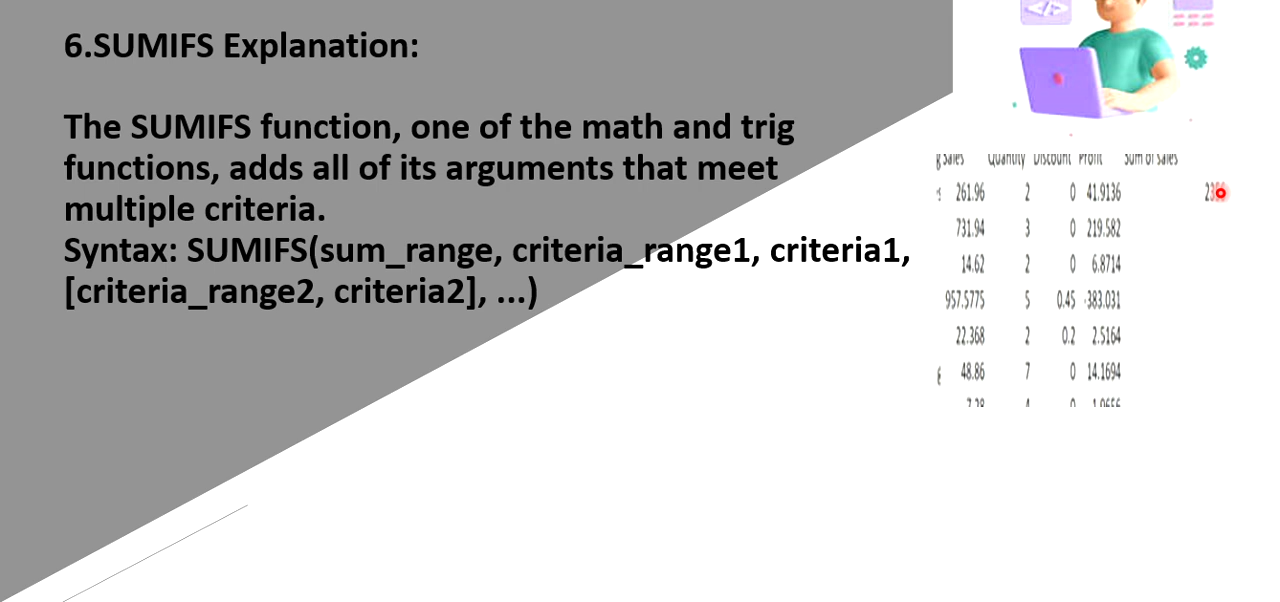 6.SUMIFS Explanation:
The SUMIFS function, one of the math and trig
functions, adds all of its arguments that meet
multiple criteria.
Syntax: SUMIFS(sum_range, criteria_range1, criteria1,
[criteria_range2, criteria2], ...)
</>
Sales Quantity Discount Profit Sum of sales
261.96 2 0 41.9136
731.94 3 0 219.582
14.62 2 0 6.8714
957.5775 5 0.45 -383.031
22.368 2 0.2 2.5164
48.86 7 0 14.1694